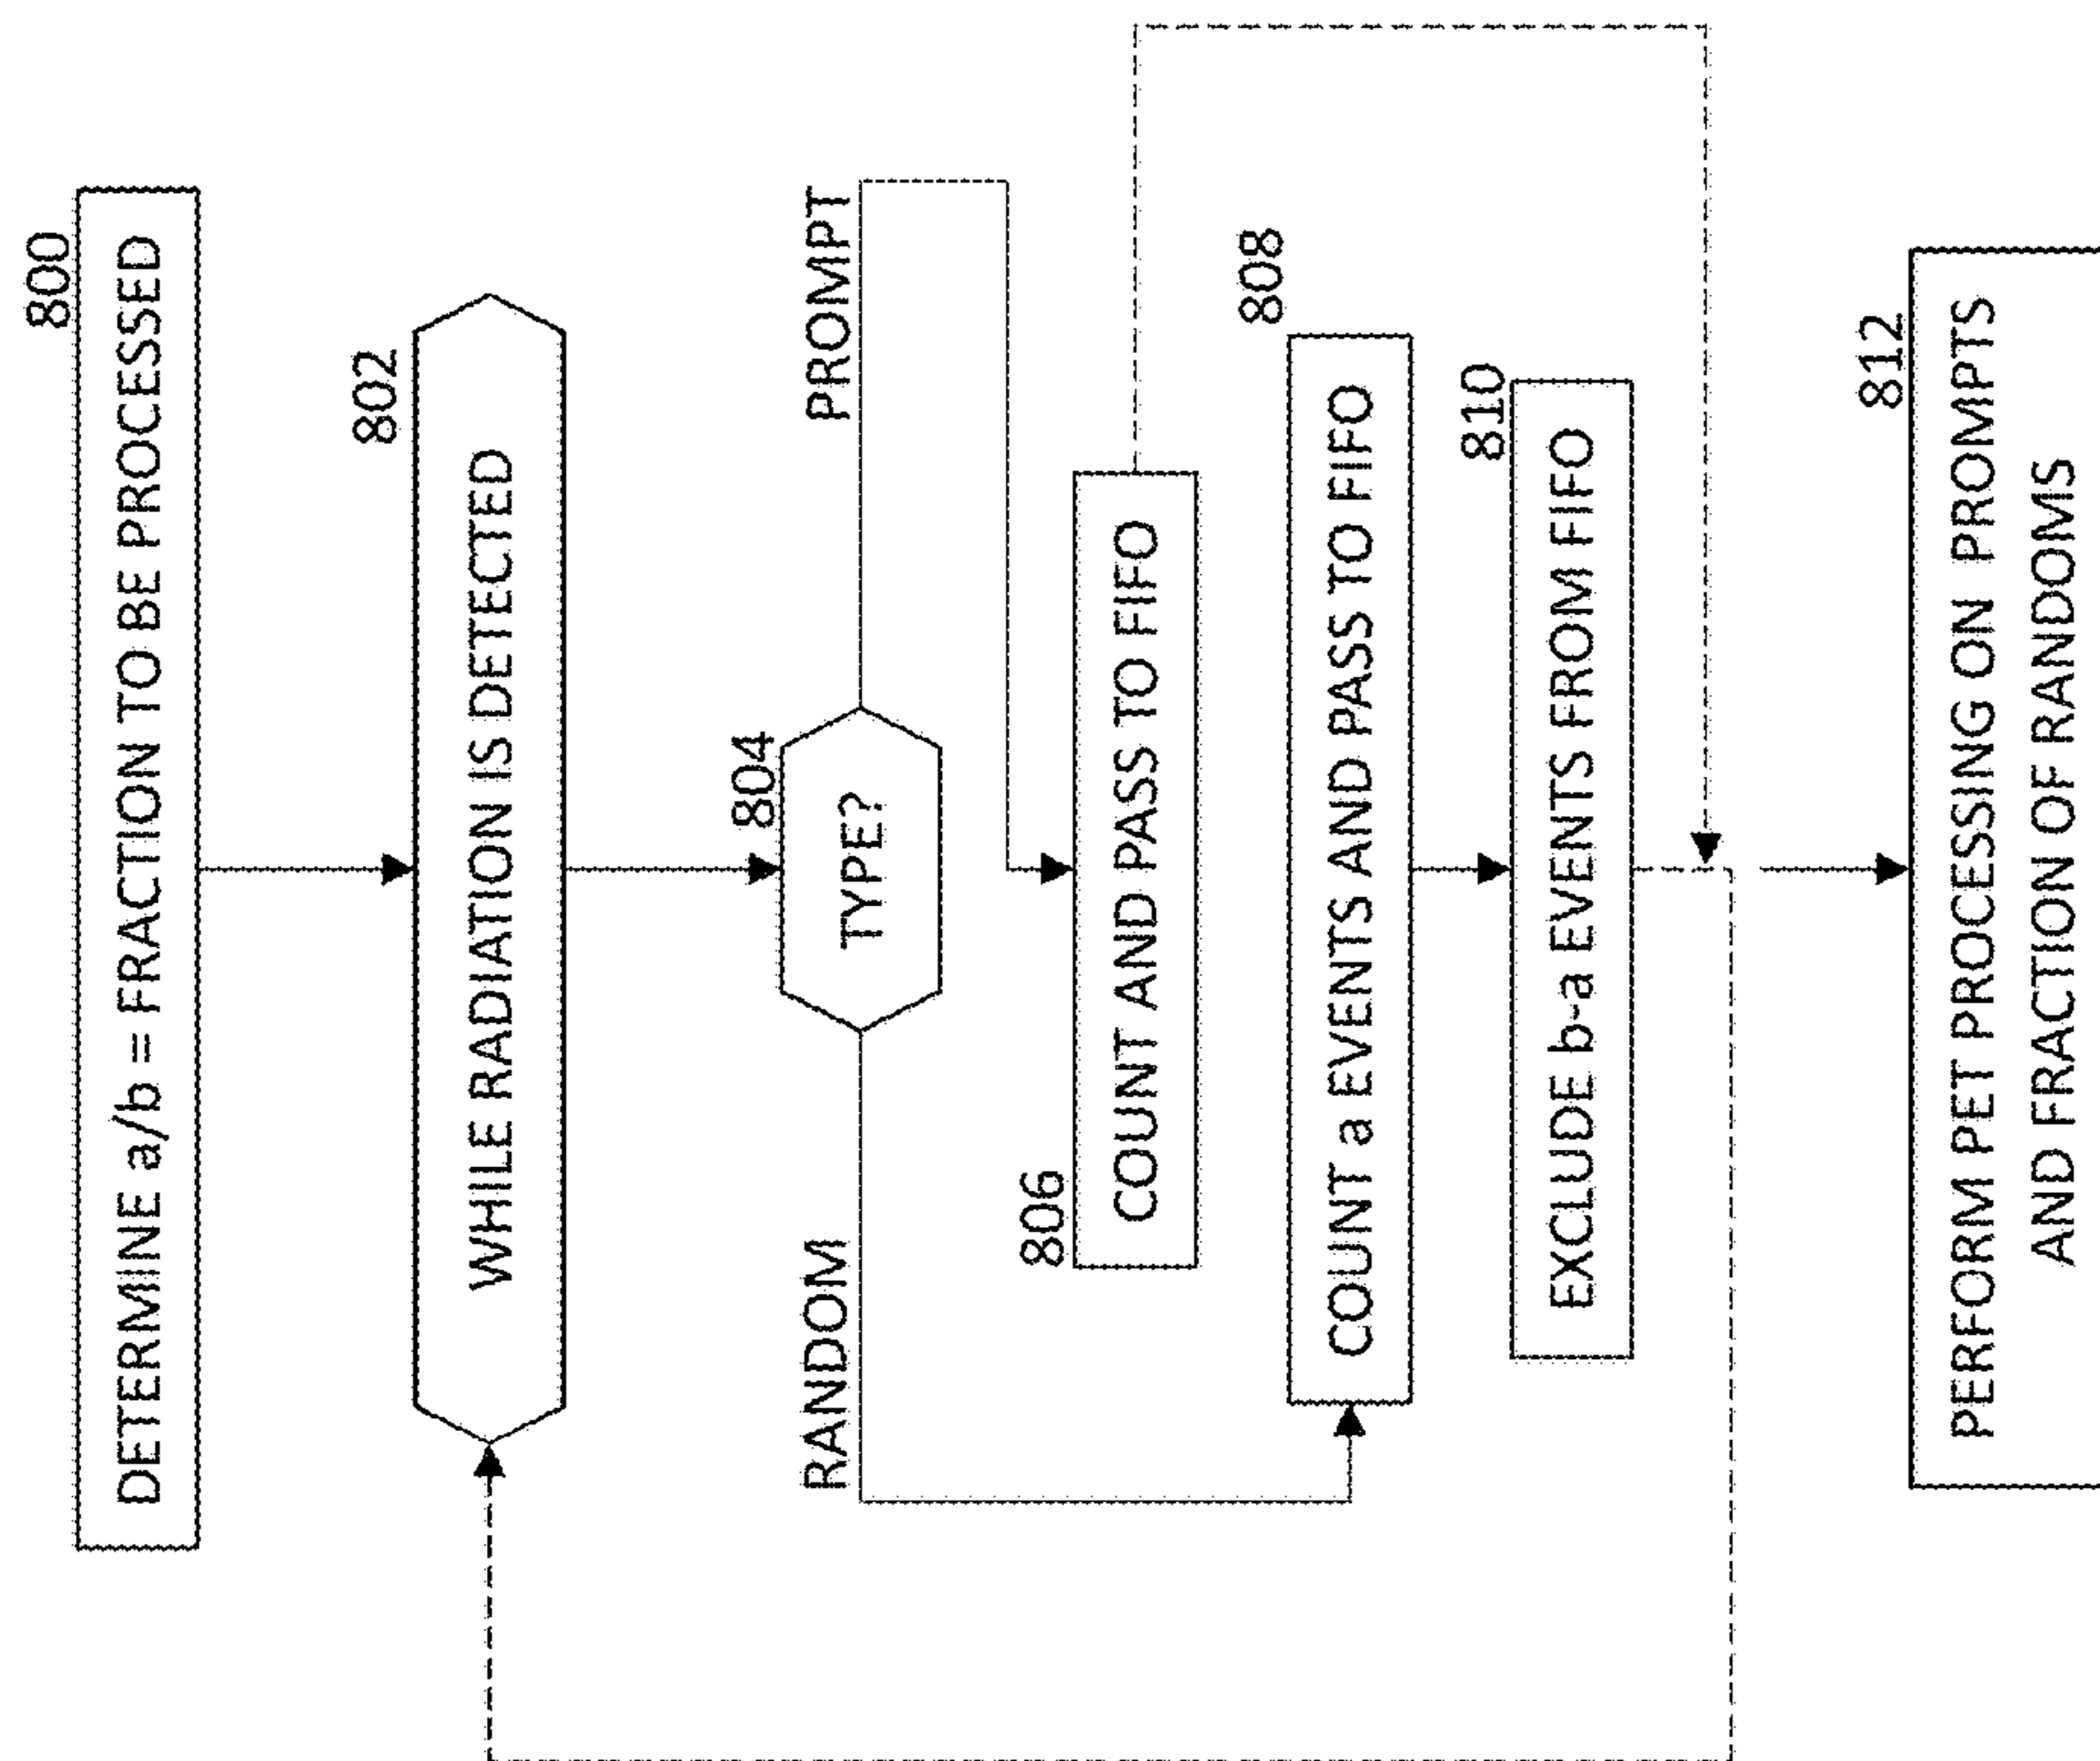 800
DETERMINE a/b = FRACTION TO BE PROCESSED
802
WHILE RADIATION IS DETECTED
804
TYPE?
RANDOM
PROMPT
806
COUNT AND PASS TO FIFO
808
COUNT a EVENTS AND PASS TO FIFO
810
EXCLUDE b-a EVENTS FROM FIFO
812
PERFORM PET PROCESSING ON PROMPTS
AND FRACTION OF RANDOMS